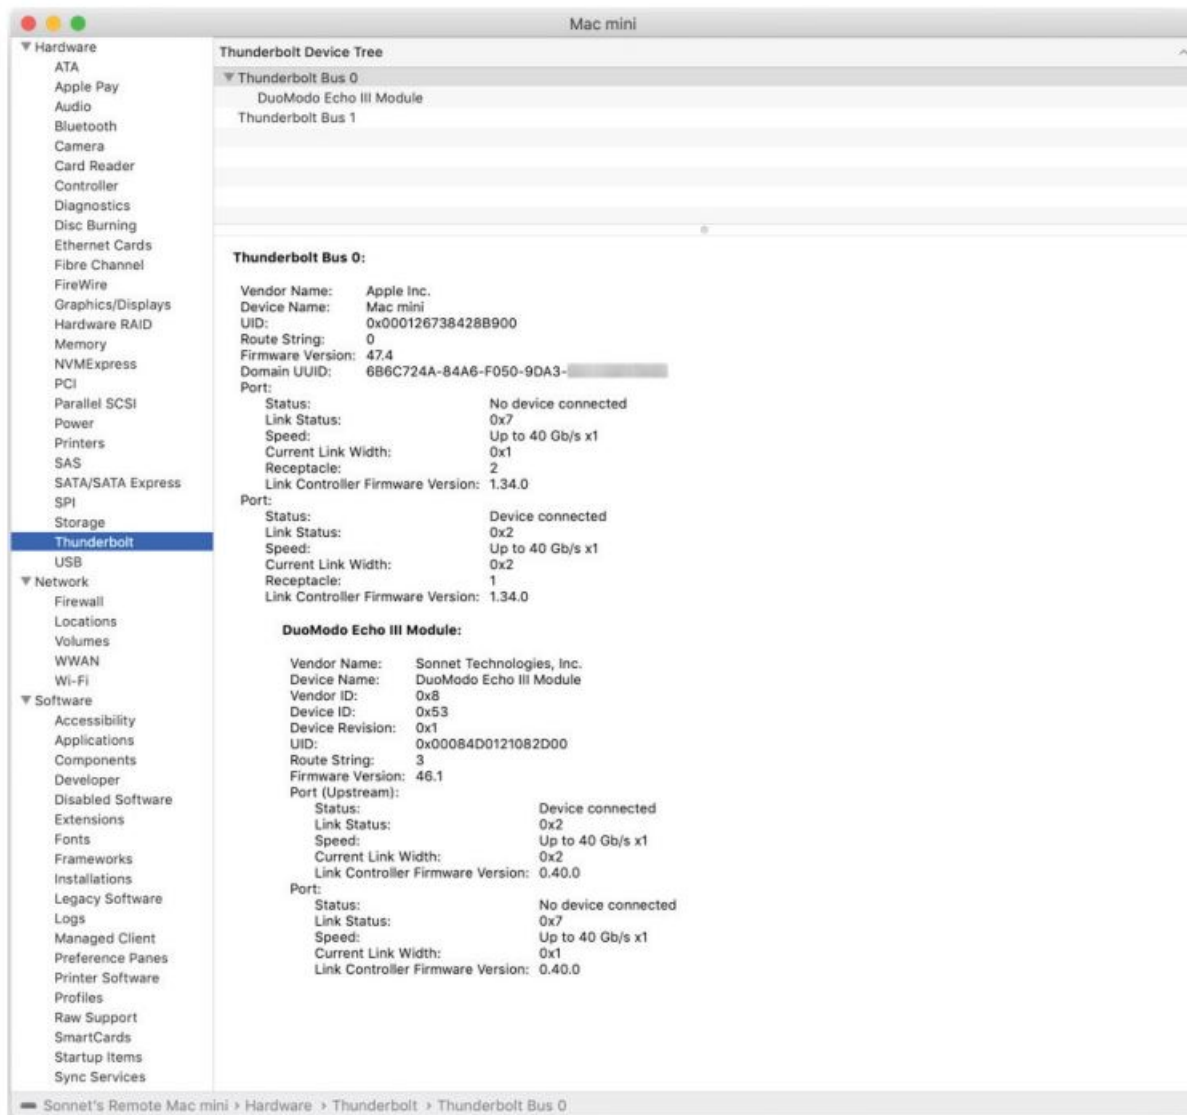 Mac mini
Hardware
ATA
Apple Pay
Audio
Bluetooth
Camera
Card Reader
Controller
Diagnostics
Disc Burning
Ethernet Cards
Fibre Channel
FireWire
Graphics/Displays
Hardware RAID
Memory
NVMExpress
PCI
Parallel SCSI
Power
Printers
SAS
SATA/SATA Express
SPI
Storage
Thunderbolt
USB
Network
Firewall
Locations
Volumes
WWAN
Wi-Fi
Software
Accessibility
Applications
Components
Developer
Disabled Software
Extensions
Fonts
Frameworks
Installations
Legacy Software
Logs
Managed Client
Preference Panes
Printer Software
Profiles
Raw Support
SmartCards
Startup Items
Sync Services
Thunderbolt Device Tree
Thunderbolt Bus 0
DuoModo Echo III Module
Thunderbolt Bus 1
Thunderbolt Bus 0:
Vendor Name: Apple Inc.
Device Name: Mac mini
UID: 0x000126738428B900
Route String: 0
Firmware Version: 47.4
Domain UUID: 6B6C724A-84A6-F050-9DA3-
Port:
Status: No device connected
Link Status: 0x7
Speed: Up to 40 Gb/s x1
Current Link Width: 0x1
Receptacle: 2
Link Controller Firmware Version: 1.34.0
Port:
Status: Device connected
Link Status: 0x2
Speed: Up to 40 Gb/s x1
Current Link Width: 0x2
Receptacle: 1
Link Controller Firmware Version: 1.34.0
DuoModo Echo III Module:
Vendor Name: Sonnet Technologies, Inc.
Device Name: DuoModo Echo III Module
Vendor ID: 0x8
Device ID: 0x53
Device Revision: 0x1
UID: 0x00084D0121082D00
Route String: 3
Firmware Version: 46.1
Port (Upstream):
Status: Device connected
Link Status: 0x2
Speed: Up to 40 Gb/s x1
Current Link Width: 0x2
Link Controller Firmware Version: 0.40.0
Port:
Status: No device connected
Link Status: 0x7
Speed: Up to 40 Gb/s x1
Current Link Width: 0x1
Link Controller Firmware Version: 0.40.0
Sonnet's Remote Mac mini › Hardware › Thunderbolt › Thunderbolt Bus 0